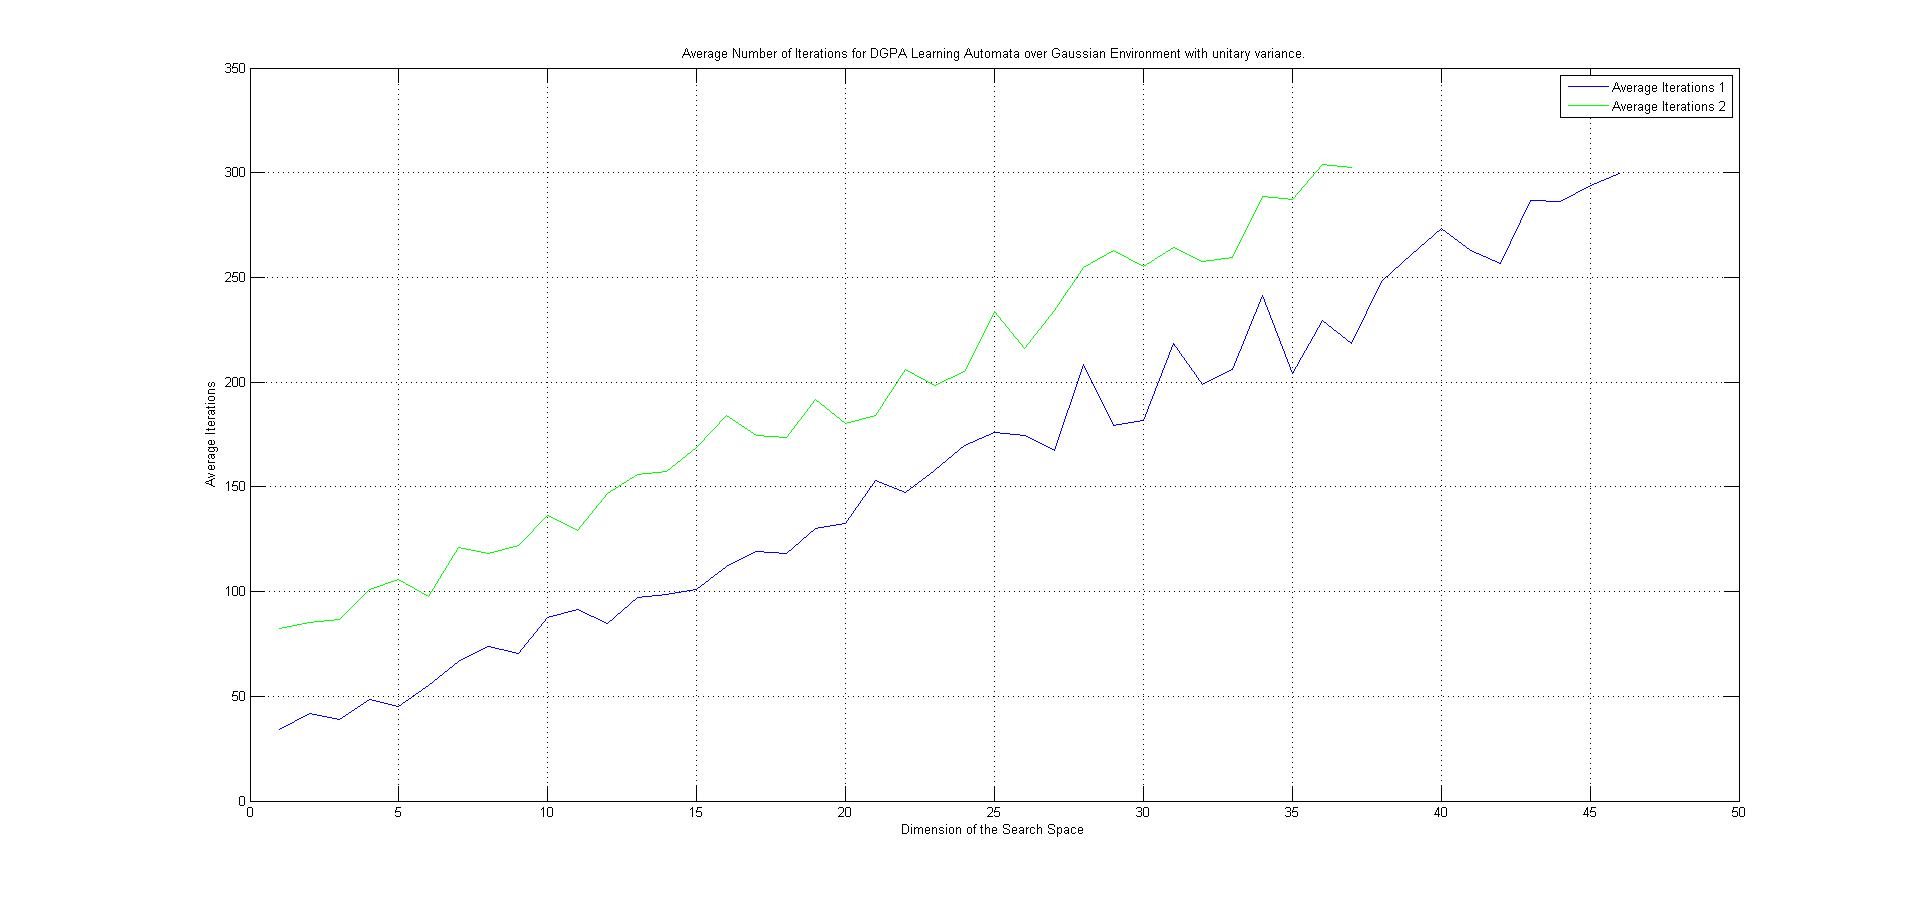 Average Number of Iterations for DGPA Learning Automata over Gaussian Environment with unitary variance.
350
300
250
200
150
100
50
0
Average Iterations
Average Iterations 1
Average Iterations 2
0 5 10 15 20 25 30 35 40 45 50
Dimension of the Search Space